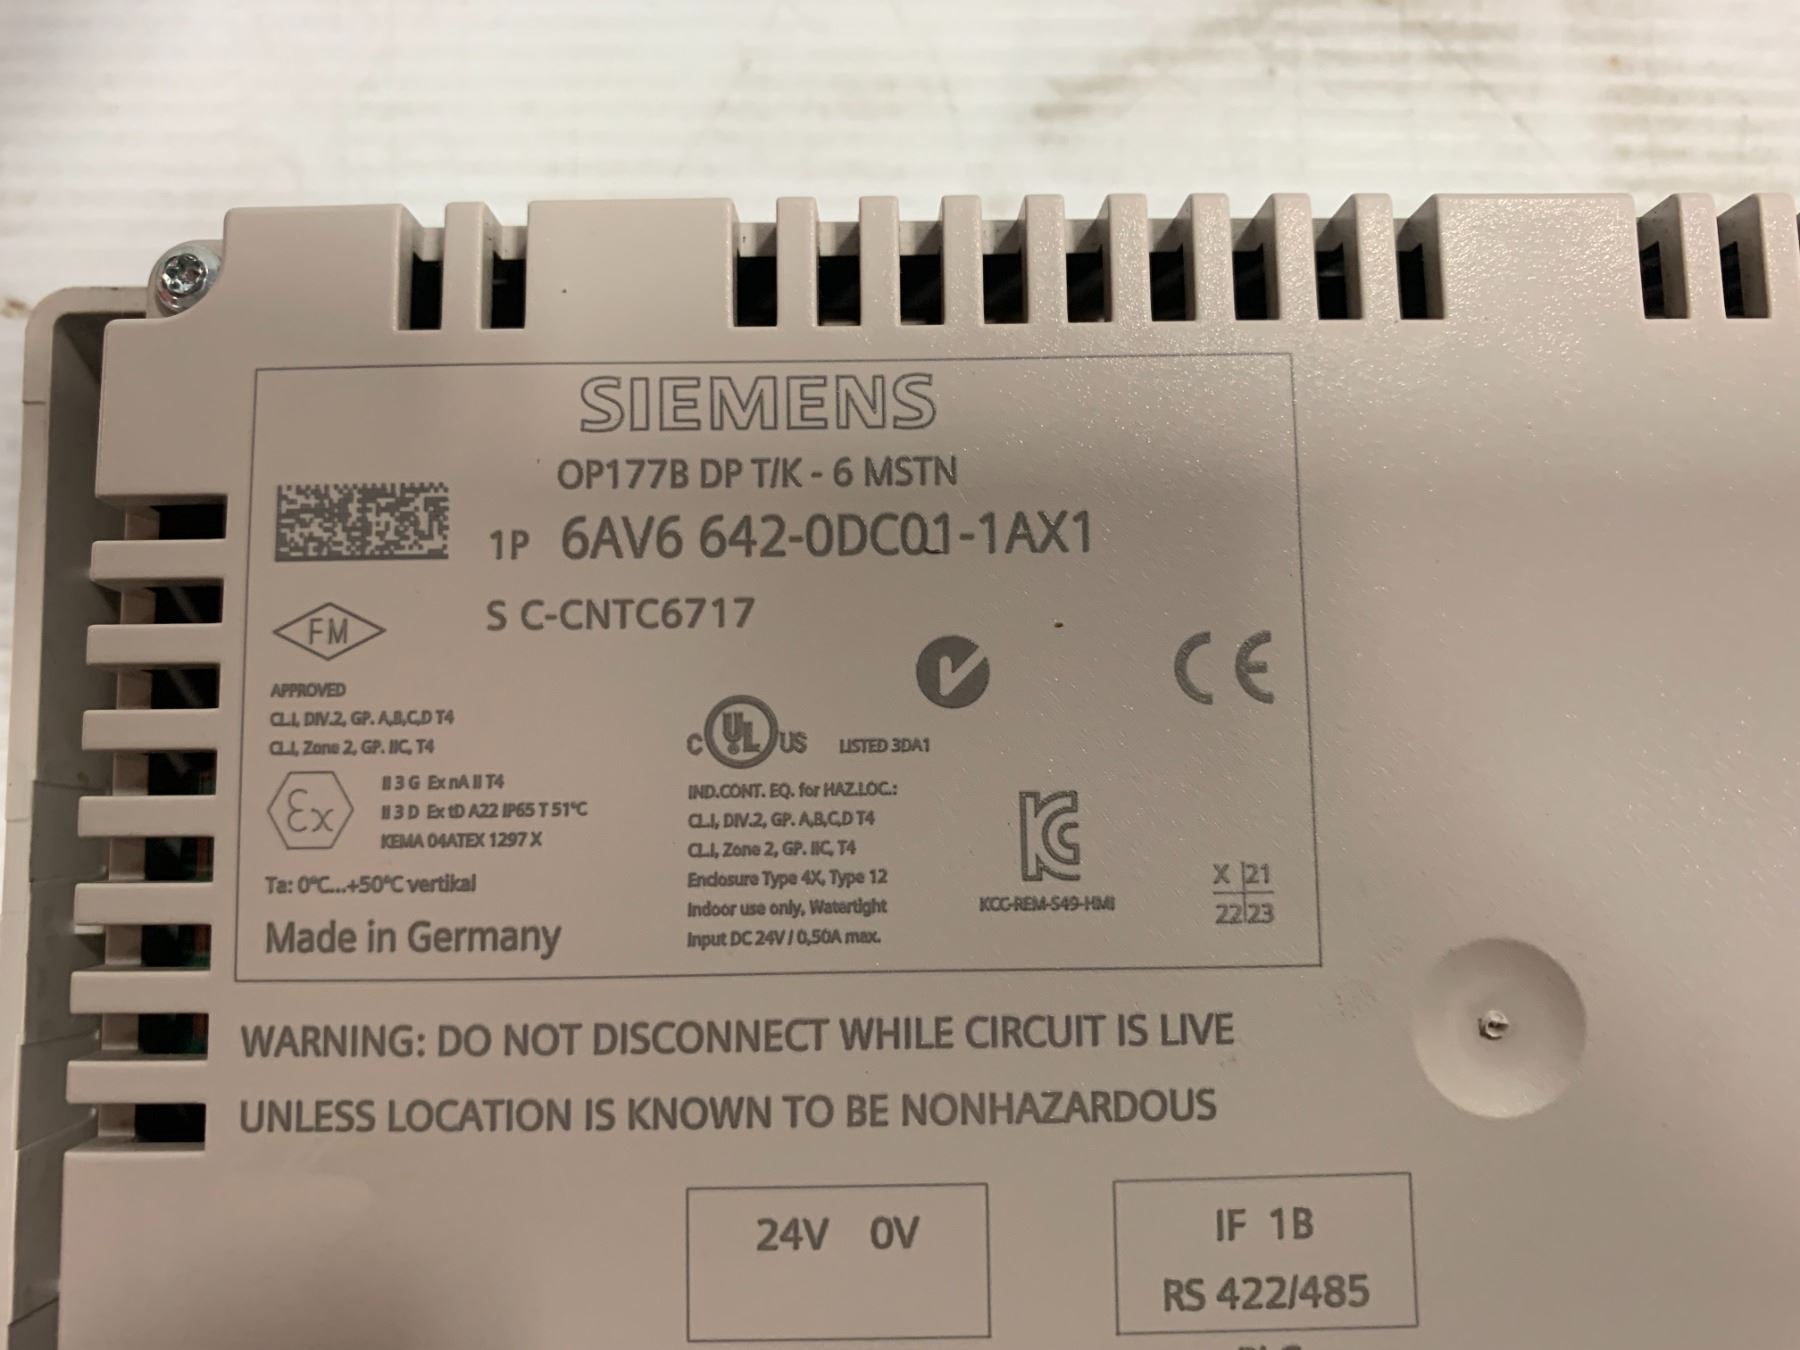 SIEMENS
OP177B DP T/K - 6 MSTN
1P 6AV6 642-0DC01-1AX1
S C-CNTC6717
FM
APPROVED
CL.I, DIV.2, GP. A,B,C,D T4
CL.I, Zone 2, GP. IIC, T4
Ex
II 3 G Ex nA II T4
II 3 D Ex tD A22 IP65 T 51°C
KEMA 04ATEX 1297 X
Ta: 0°C...+50°C vertikal
Made in Germany
C UL US LISTED 3DA1
IND.CONT. EQ. for HAZ.LOC.:
CL.I, DIV.2, GP. A,B,C,D T4
CL.I, Zone 2, GP. IIC, T4
Enclosure Type 4X, Type 12
Indoor use only, Watertight
Input DC 24V / 0,50A max.
CE
KC
KCC-REM-S49-HMI
X 21
22 23
WARNING: DO NOT DISCONNECT WHILE CIRCUIT IS LIVE
UNLESS LOCATION IS KNOWN TO BE NONHAZARDOUS
24V 0V
IF 1B
RS 422/485